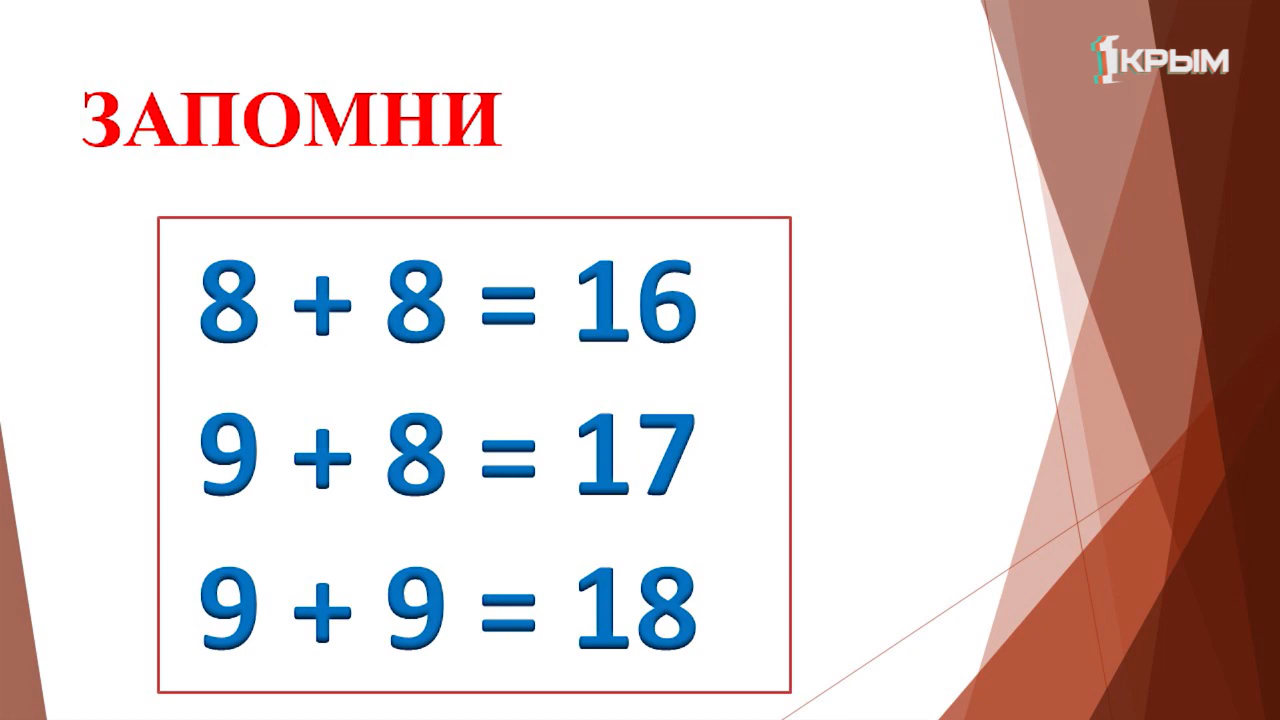 1КРЫМ
ЗАПОМНИ
8 + 8 = 16
9 + 8 = 17
9 + 9 = 18